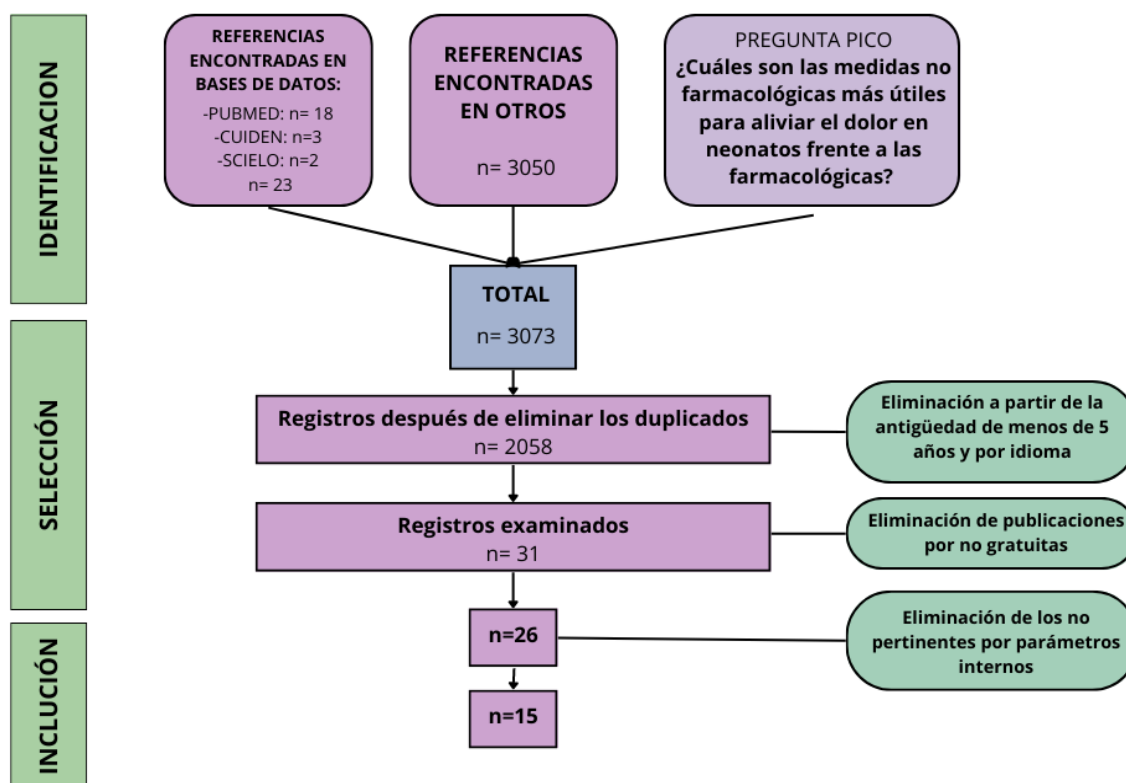 IDENTIFICACION
REFERENCIAS
ENCONTRADAS EN
BASES DE DATOS:
-PUBMED: n= 18
-CUIDEN: n=3
-SCIELO: n=2
n= 23
REFERENCIAS
ENCONTRADAS
EN OTROS
n= 3050
PREGUNTA PICO
¿Cuáles son las medidas no
farmacológicas más útiles
para aliviar el dolor en
neonatos frente a las
farmacológicas?
TOTAL
n= 3073
SELECCIÓN
Registros después de eliminar los duplicados
n= 2058
Eliminación a partir de la
antigüedad de menos de 5
años y por idioma
Registros examinados
n= 31
Eliminación de publicaciones
por no gratuitas
n=26
Eliminación de los no
pertinentes por parámetros
internos
INCLUCIÓN
n=15